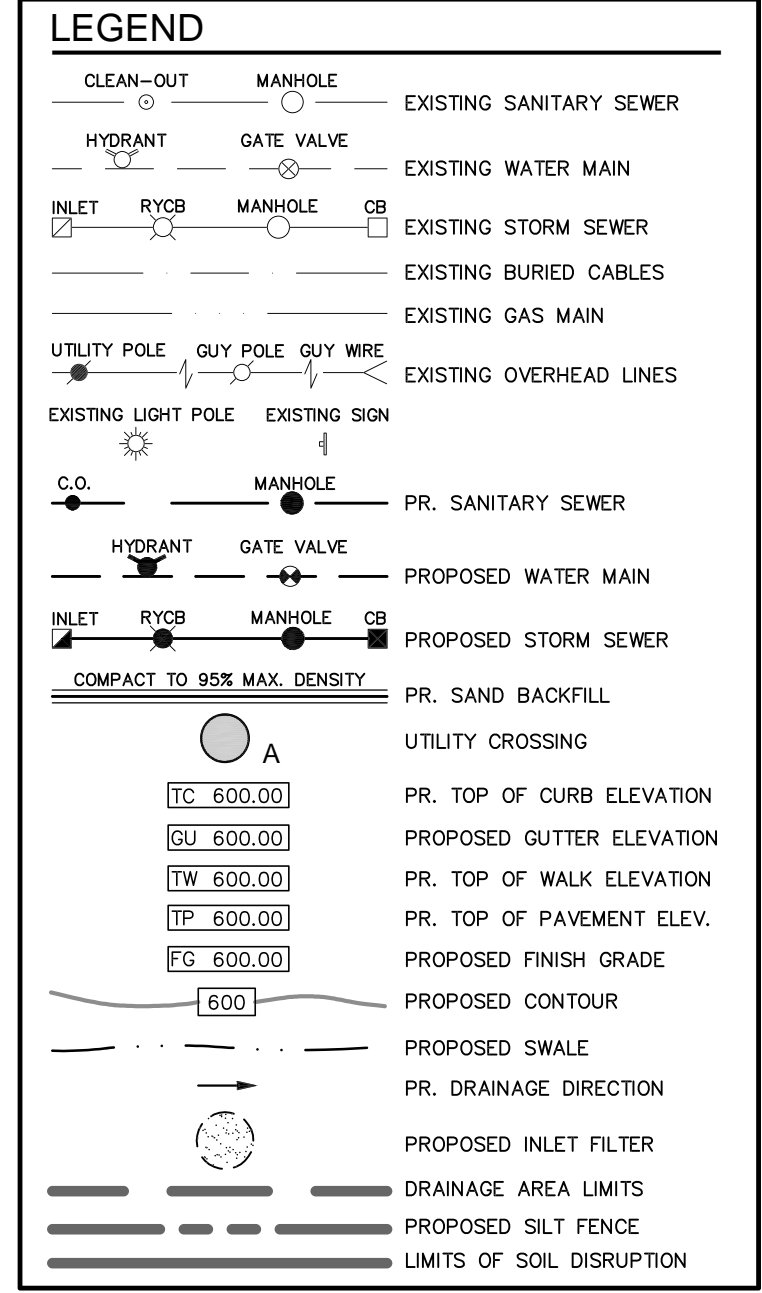 LEGEND
CLEAN-OUT MANHOLE
EXISTING SANITARY SEWER
HYDRANT GATE VALVE
EXISTING WATER MAIN
INLET RYCB MANHOLE CB
EXISTING STORM SEWER
EXISTING BURIED CABLES
EXISTING GAS MAIN
UTILITY POLE GUY POLE GUY WIRE
EXISTING OVERHEAD LINES
EXISTING LIGHT POLE EXISTING SIGN
C.O. MANHOLE
PR. SANITARY SEWER
HYDRANT GATE VALVE
PROPOSED WATER MAIN
INLET RYCB MANHOLE CB
PROPOSED STORM SEWER
COMPACT TO 95% MAX. DENSITY
PR. SAND BACKFILL
A UTILITY CROSSING
TC 600.00 PR. TOP OF CURB ELEVATION
GU 600.00 PROPOSED GUTTER ELEVATION
TW 600.00 PR. TOP OF WALK ELEVATION
TP 600.00 PR. TOP OF PAVEMENT ELEV.
FG 600.00 PROPOSED FINISH GRADE
600 PROPOSED CONTOUR
PROPOSED SWALE
PR. DRAINAGE DIRECTION
PROPOSED INLET FILTER
DRAINAGE AREA LIMITS
PROPOSED SILT FENCE
LIMITS OF SOIL DISRUPTION